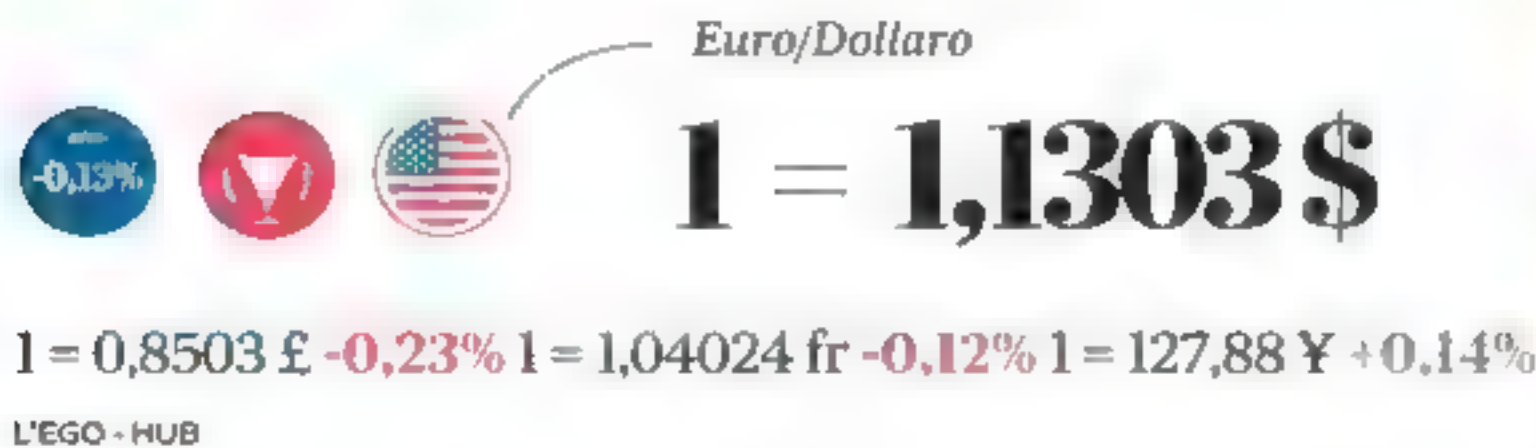 Euro/Dollaro
-0,13%
1 = 1,1303 $
1 = 0,8503 £ -0,23% 1 = 1,04024 fr -0,12% 1 = 127,88 ¥ +0,14%
L'EGO - HUB